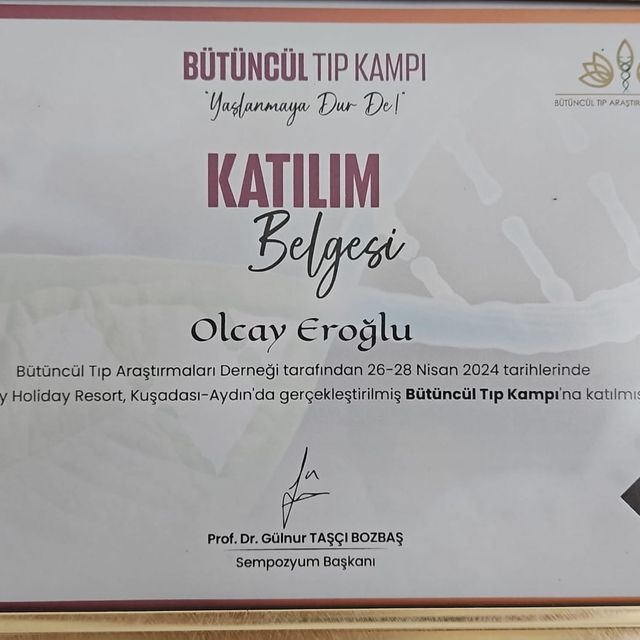 BÜTÜNCÜL TIP KAMPI
"Yaşlanmaya Dur De!"
BÜTÜNCÜL TIP
KATILIM
Belgesi
Olcay Eroğlu
Bütüncül Tıp Araştırmaları Derneği tarafından 26-28 Nisan 2024 tarihlerinde
Holiday Resort, Kuşadası-Aydın'da gerçekleştirilmiş Bütüncül Tıp Kampı'na
Prof. Dr. Gülnur TAŞÇI BOZBAŞ
Sempozyum Başkanı